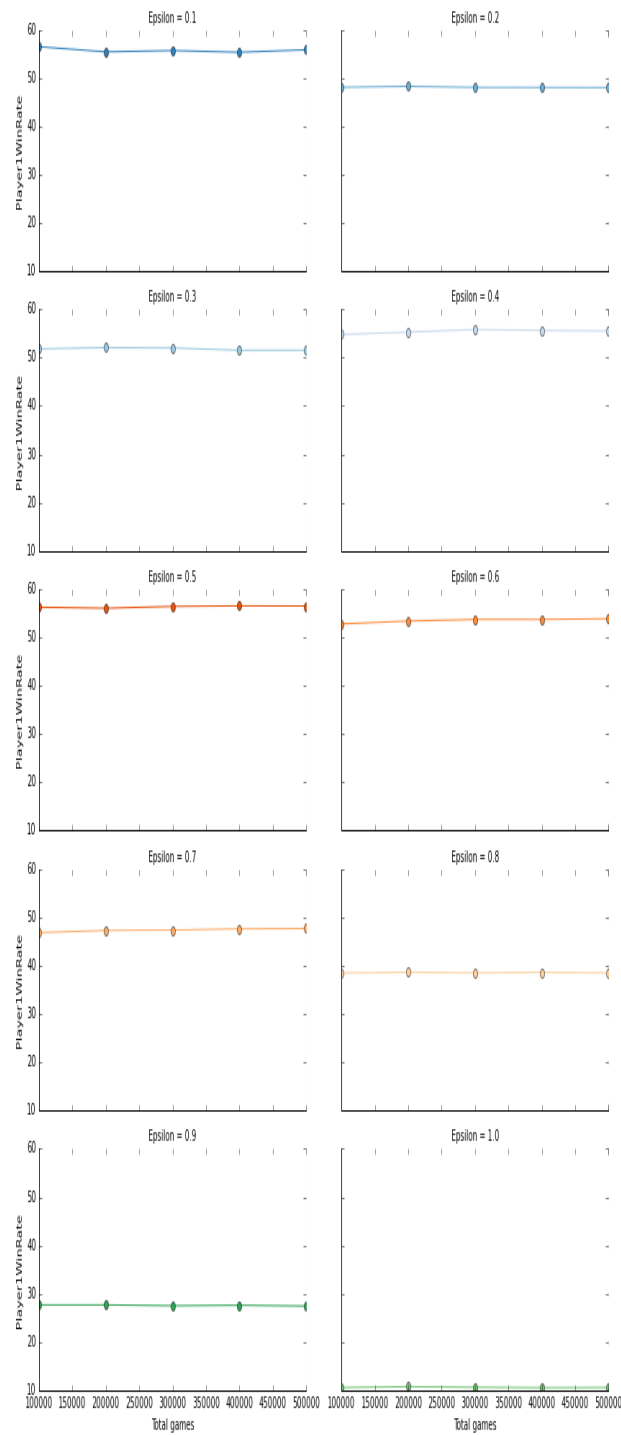 Epsilon = 0.1
Epsilon = 0.2
60
50
40
30
20
10
Player1WinRate
Epsilon = 0.3
Epsilon = 0.4
60
50
40
30
20
10
Player1WinRate
Epsilon = 0.5
Epsilon = 0.6
60
50
40
30
20
10
Player1WinRate
Epsilon = 0.7
Epsilon = 0.8
60
50
40
30
20
10
Player1WinRate
Epsilon = 0.9
Epsilon = 1.0
60
50
40
30
20
10
Player1WinRate
100000 150000 200000 250000 300000 350000 400000 450000 500000
100000 150000 200000 250000 300000 350000 400000 450000 500000
Total games
Total games